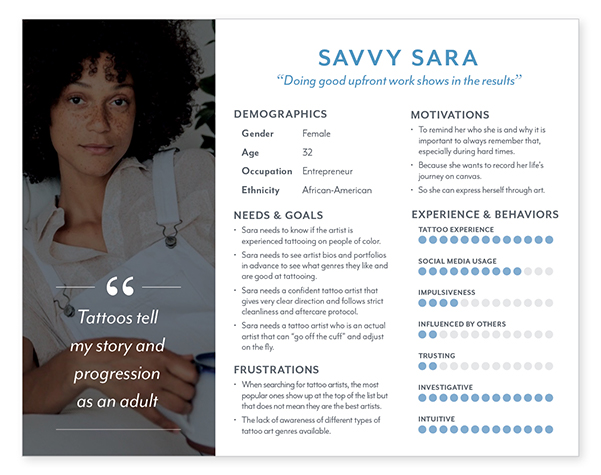 SAVVY SARA
“Doing good upfront work shows in the results”
“
Tattoos tell
my story and
progression
as an adult
DEMOGRAPHICS
Gender Female
Age 32
Occupation Entrepreneur
Ethnicity African-American
NEEDS & GOALS
• Sara needs to know if the artist is
experienced tattooing on people of color.
• Sara needs to see artist bios and portfolios
in advance to see what genres they like and
are good at tattooing.
• Sara needs a confident tattoo artist that
gives very clear direction and follows strict
cleanliness and aftercare protocol.
• Sara needs a tattoo artist who is an actual
artist that can “go off the cuff” and adjust
on the fly.
FRUSTRATIONS
• When searching for tattoo artists, the most
popular ones show up at the top of the list but
that does not mean they are the best artists.
• The lack of awareness of different types of
tattoo art genres available.
MOTIVATIONS
• To remind her who she is and why it is
important to always remember that,
especially during hard times.
• Because she wants to record her life’s
journey on canvas.
• So she can express herself through art.
EXPERIENCE & BEHAVIORS
TATTOO EXPERIENCE
SOCIAL MEDIA USAGE
IMPULSIVENESS
INFLUENCED BY OTHERS
TRUSTING
INVESTIGATIVE
INTUITIVE